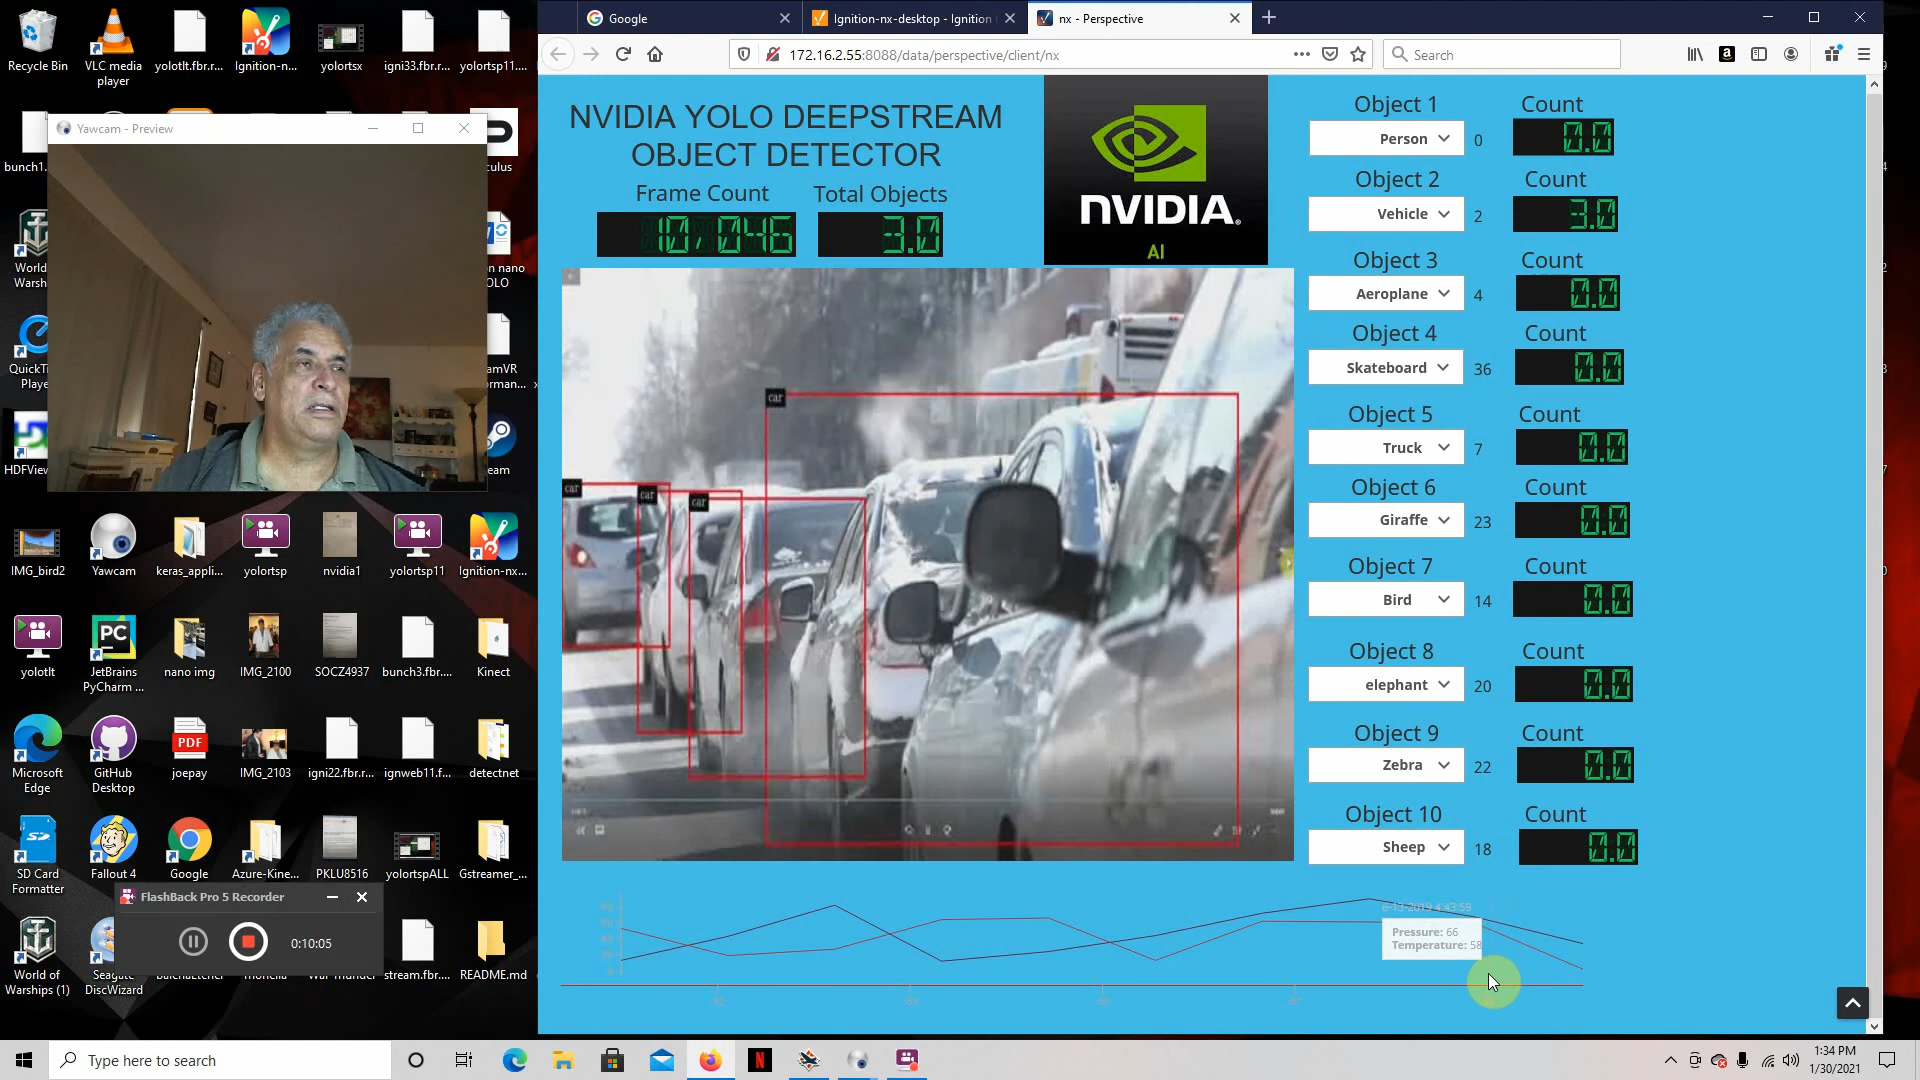 Recycle Bin
VLC media player
yolotlt.fbr.r...
Ignition-n...
yolortsx
igni33.fbr.r...
yolortsp11....
Google
Ignition-nx-desktop - Ignition
nx - Perspective
172.16.2.55:8088/data/perspective/client/nx
Search
bunch1.
Yawcam - Preview
World
Warsh
QuickTi
Playe
HDFView
NVIDIA YOLO DEEPSTREAM
OBJECT DETECTOR
Frame Count
Total Objects
10,046
3.0
NVIDIA.
AI
Object 1
Count
Person
0
0.0
Object 2
Count
Vehicle
2
3.0
Object 3
Count
Aeroplane
4
0.0
Object 4
Count
Skateboard
36
0.0
Object 5
Count
Truck
7
0.0
Object 6
Count
Giraffe
23
0.0
Object 7
Count
Bird
14
0.0
Object 8
Count
elephant
20
0.0
Object 9
Count
Zebra
22
0.0
Object 10
Count
Sheep
18
0.0
car
car
car
car
IMG_bird2
Yawcam
keras_appli...
yolortsp
nvidia1
yolortsp11
Ignition-nx...
yolotlt
PC
JetBrains
PyCharm ...
nano img
IMG_2100
SOCZ4937
bunch3.fbr....
Kinect
Microsoft
Edge
GitHub
Desktop
PDF
joepay
IMG_2103
igni22.fbr.r...
ignweb11.f...
detectnet
SD Card
Formatter
Fallout 4
Google
Azure-Kine...
PKLU8516
yolortspALL
Gstreamer_...
FlashBack Pro 5 Recorder
0:10:05
World of
Warships (1)
Seagate
DiscWizard
stream.fbr...
README.md
6-13-2019 4:43:59
Pressure: 66
Temperature: 58
Type here to search
1:34 PM
1/30/2021